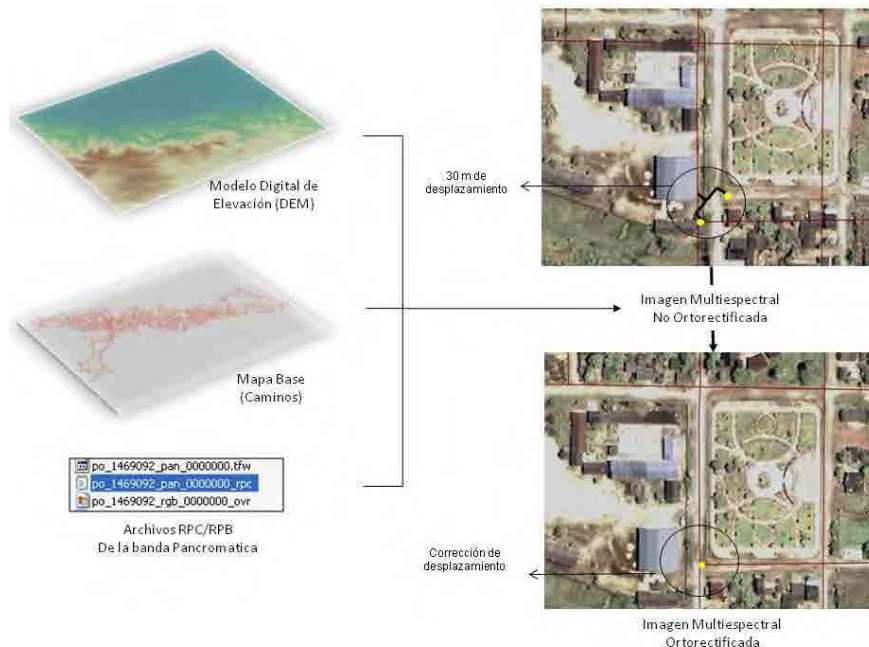 Modelo Digital de
Elevación (DEM)
Mapa Base
(Caminos)
po_1469092_pan_0000000.tfw
po_1469092_pan_0000000_rpc
po_1469092_rgb_0000000_ovr
Archivos RPC/RPB
De la banda Pancromatica
30 m de
desplazamiento
Imagen Multiespectral
No Ortorectificada
Corrección de
desplazamiento
Imagen Multiespectral
Ortorectificada